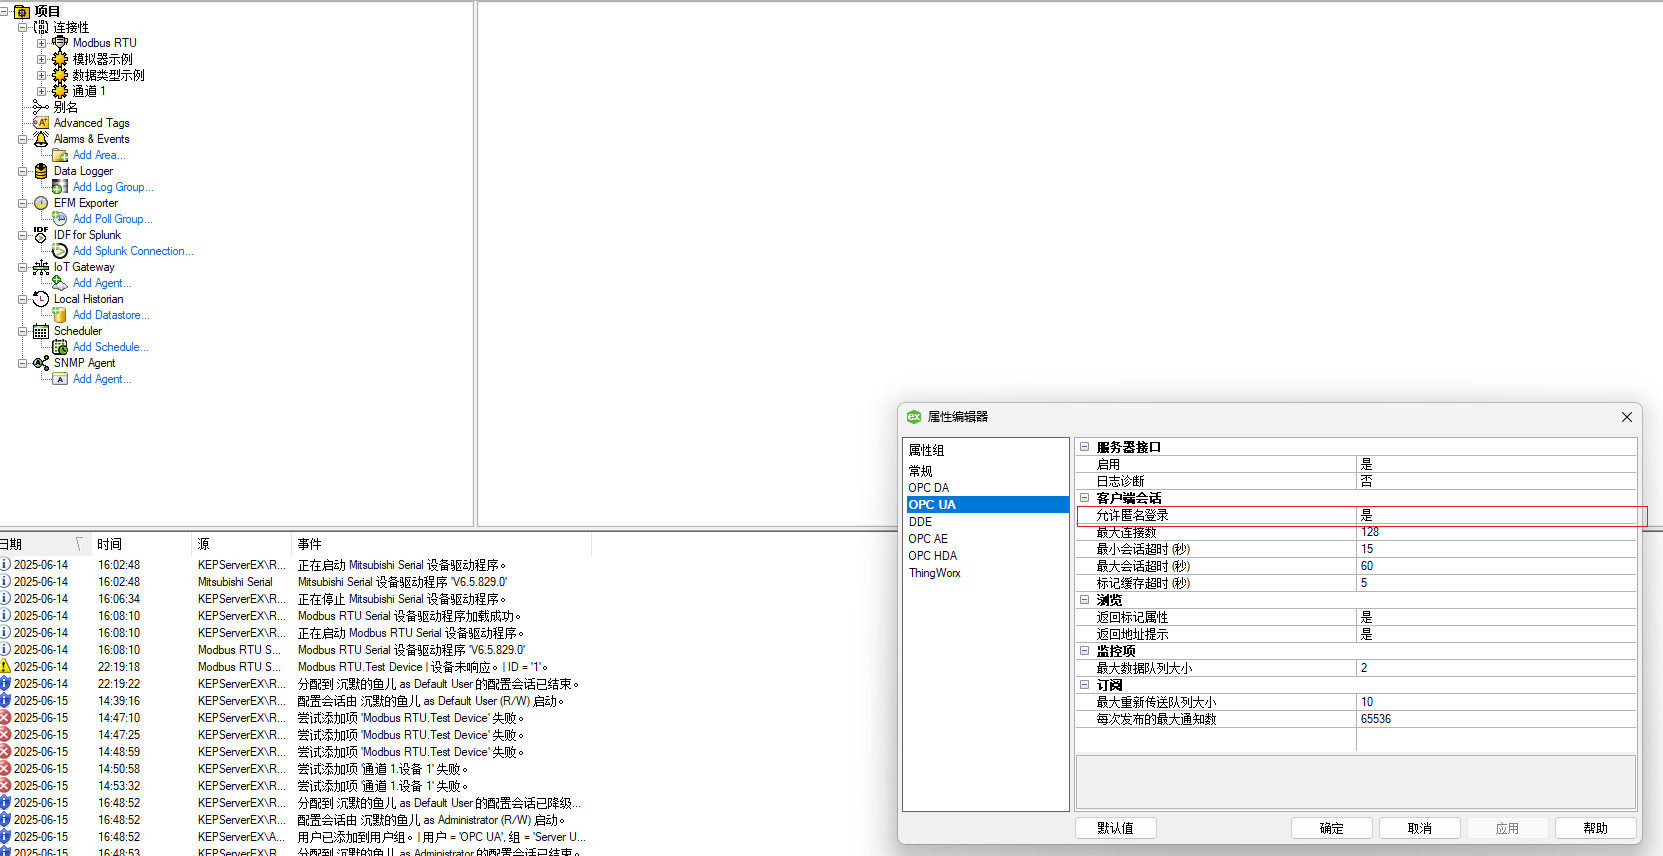 项目
连接性
Modbus RTU
模拟器示例
数据类型示例
通道 1
别名
Advanced Tags
Alarms & Events
Add Area...
Data Logger
Add Log Group...
EFM Exporter
Add Poll Group...
IDF for Splunk
Add Splunk Connection...
IoT Gateway
Add Agent...
Local Historian
Add Datastore...
Scheduler
Add Schedule...
SNMP Agent
Add Agent...
日期 时间 源 事件
2025-06-14 16:02:48 KEPServerEX\R... 正在启动 Mitsubishi Serial 设备驱动程序。
2025-06-14 16:02:48 Mitsubishi Serial Mitsubishi Serial 设备驱动程序 'V6.5.829.0'
2025-06-14 16:06:34 KEPServerEX\R... 正在停止 Mitsubishi Serial 设备驱动程序。
2025-06-14 16:08:10 KEPServerEX\R... Modbus RTU Serial 设备驱动程序加载成功。
2025-06-14 16:08:10 KEPServerEX\R... 正在启动 Modbus RTU Serial 设备驱动程序。
2025-06-14 16:08:10 Modbus RTU S... Modbus RTU Serial 设备驱动程序 'V6.5.829.0'
2025-06-14 22:19:18 Modbus RTU S... Modbus RTU.Test Device | 设备未响应。| ID = '1'。
2025-06-14 22:19:22 KEPServerEX\R... 分配到 沉默的鱼儿 as Default User 的配置会话已结束。
2025-06-15 14:39:16 KEPServerEX\R... 配置会话由 沉默的鱼儿 as Default User (R/W) 启动。
2025-06-15 14:47:10 KEPServerEX\R... 尝试添加项 'Modbus RTU.Test Device' 失败。
2025-06-15 14:47:25 KEPServerEX\R... 尝试添加项 'Modbus RTU.Test Device' 失败。
2025-06-15 14:48:59 KEPServerEX\R... 尝试添加项 'Modbus RTU.Test Device' 失败。
2025-06-15 14:50:58 KEPServerEX\R... 尝试添加项 '通道 1.设备 1' 失败。
2025-06-15 14:53:32 KEPServerEX\R... 尝试添加项 '通道 1.设备 1' 失败。
2025-06-15 16:48:52 KEPServerEX\R... 分配到 沉默的鱼儿 as Default User 的配置会话已降级...
2025-06-15 16:48:52 KEPServerEX\R... 配置会话由 沉默的鱼儿 as Administrator (R/W) 启动。
2025-06-15 16:48:52 KEPServerEX\A... 用户已添加到用户组。| 用户 = 'OPC UA', 组 = 'Server U...
2025-06-15 16:48:53 KEPServerEX\R... 分配到 沉默的鱼儿 as Administrator 的配置会话已结束。
ex 属性编辑器
属性组
常规
OPC DA
OPC UA
DDE
OPC AE
OPC HDA
ThingWorx
服务器接口
启用 是
日志诊断 否
客户端会话
允许匿名登录 是
最大连接数 128
最小会话超时 (秒) 15
最大会话超时 (秒) 60
标记缓存超时 (秒) 5
浏览
返回标记属性 是
返回地址提示 是
监控项
最大数据队列大小 2
订阅
最大重新传送队列大小 10
每次发布的最大通知数 65536
默认值 确定 取消 应用 帮助